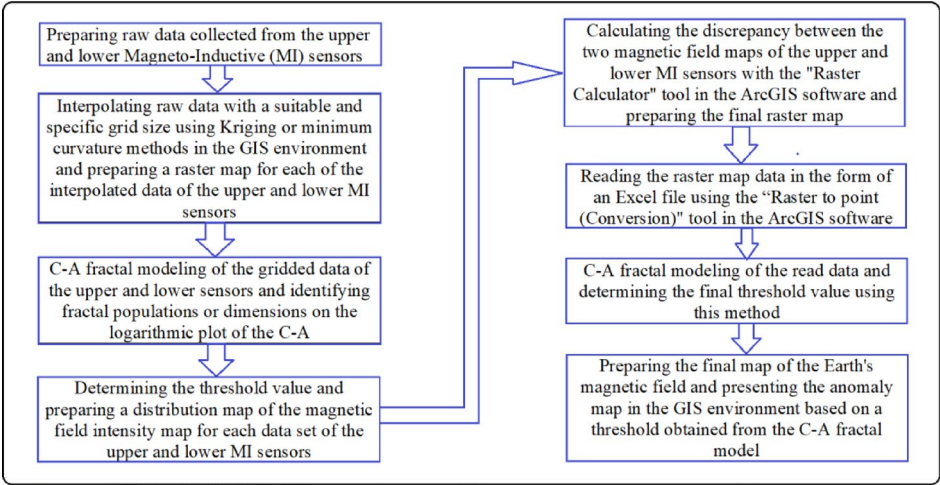 Preparing raw data collected from the upper
and lower Magneto-Inductive (MI) sensors
Interpolating raw data with a suitable and
specific grid size using Kriging or minimum
curvature methods in the GIS environment
and preparing a raster map for each of the
interpolated data of the upper and lower MI
sensors
C-A fractal modeling of the gridded data of
the upper and lower sensors and identifying
fractal populations or dimensions on the
logarithmic plot of the C-A
Determining the threshold value and
preparing a distribution map of the magnetic
field intensity map for each data set of the
upper and lower MI sensors
Calculating the discrepancy between the
two magnetic field maps of the upper and
lower MI sensors with the "Raster
Calculator" tool in the ArcGIS software and
preparing the final raster map
Reading the raster map data in the form of
an Excel file using the “Raster to point
(Conversion)" tool in the ArcGIS software
C-A fractal modeling of the read data and
determining the final threshold value using
this method
Preparing the final map of the Earth's
magnetic field and presenting the anomaly
map in the GIS environment based on a
threshold obtained from the C-A fractal
model